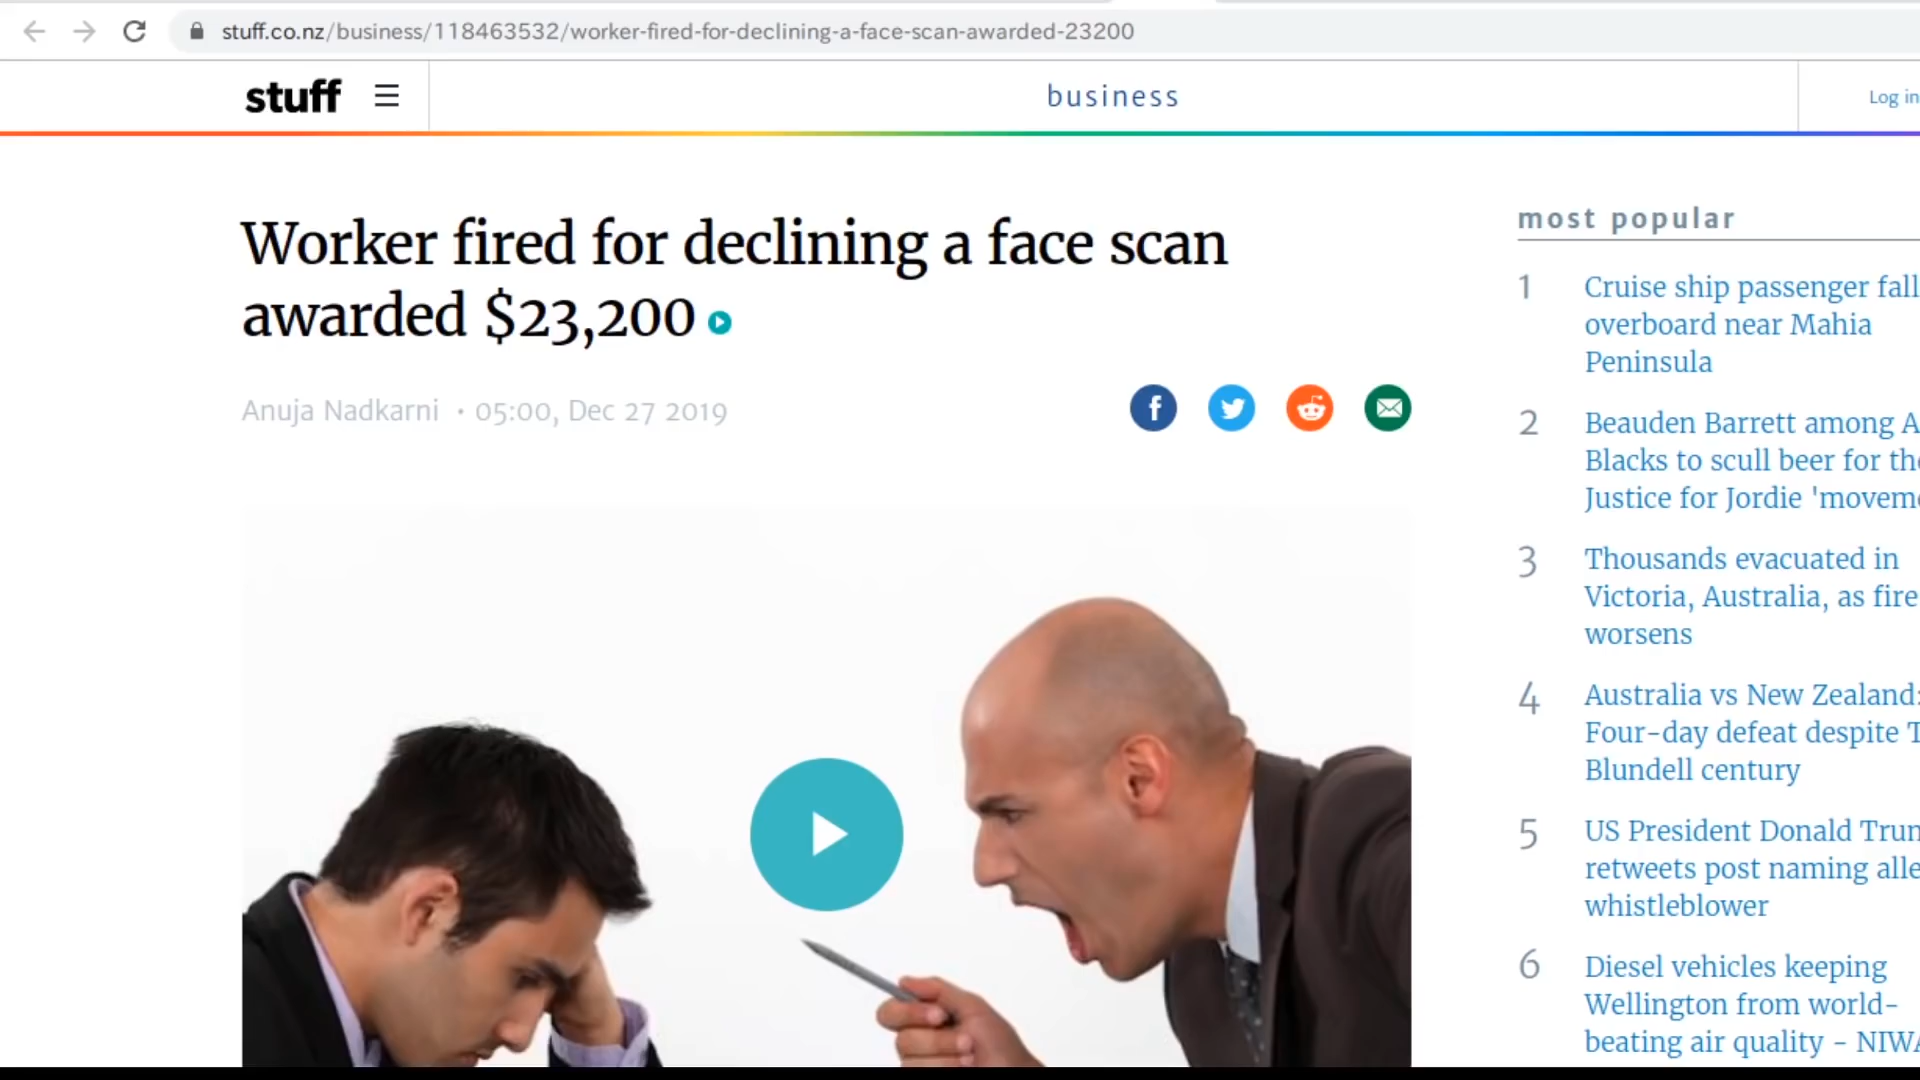 stuff.co.nz/business/118463532/worker-fired-for-declining-a-face-scan-awarded-23200
stuff
business
Log in
Worker fired for declining a face scan
awarded $23,200
Anuja Nadkarni • 05:00, Dec 27 2019
f
most popular
1 Cruise ship passenger fall
overboard near Mahia
Peninsula
2 Beauden Barrett among A
Blacks to scull beer for the
Justice for Jordie 'movem
3 Thousands evacuated in
Victoria, Australia, as fire
worsens
4 Australia vs New Zealand:
Four-day defeat despite T
Blundell century
5 US President Donald Trum
retweets post naming alle
whistleblower
6 Diesel vehicles keeping
Wellington from world-
beating air quality - NIWA